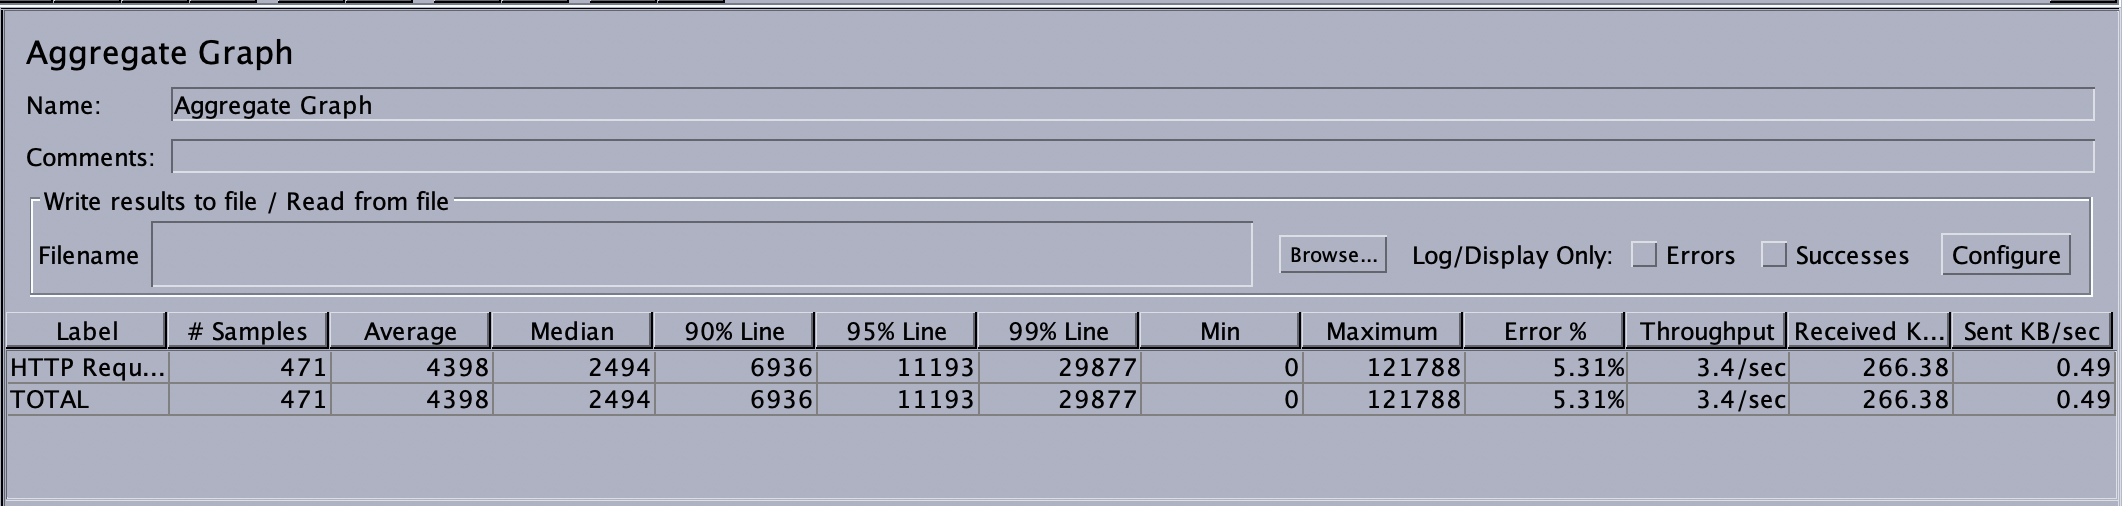 Aggregate Graph
Name: Aggregate Graph
Comments:
Write results to file / Read from file
Filename Browse... Log/Display Only: Errors Successes Configure
Label # Samples Average Median 90% Line 95% Line 99% Line Min Maximum Error % Throughput Received K... Sent KB/sec
HTTP Requ... 471 4398 2494 6936 11193 29877 0 121788 5.31% 3.4/sec 266.38 0.49
TOTAL 471 4398 2494 6936 11193 29877 0 121788 5.31% 3.4/sec 266.38 0.49